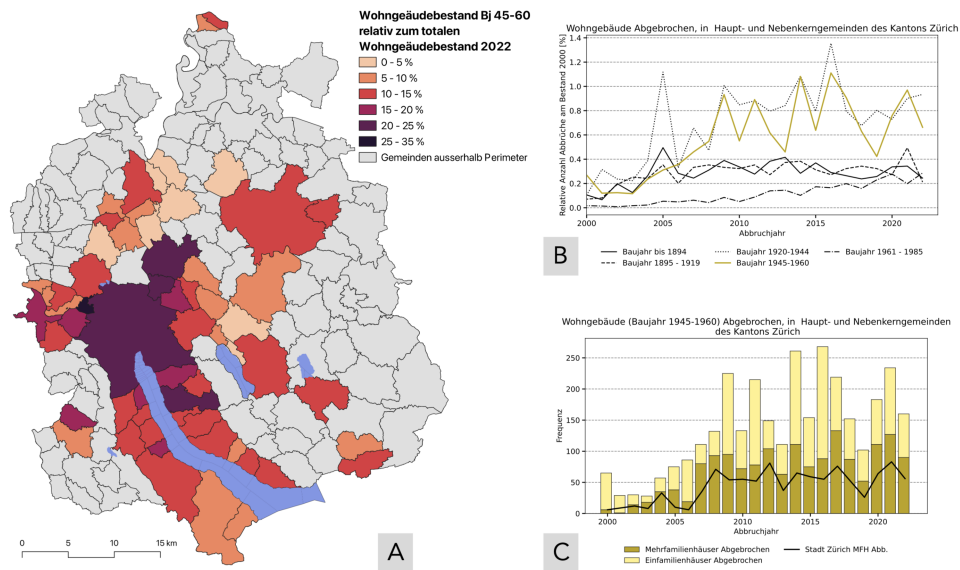 Wohngeäudebestand Bj 45-60
relativ zum totalen
Wohngeäudebestand 2022
0 - 5 %
5 - 10 %
10 - 15 %
15 - 20 %
20 - 25 %
25 - 35 %
Gemeinden ausserhalb Perimeter
0 5 10 15 km
A
Wohngebäude Abgebrochen, in Haupt- und Nebenkerngemeinden des Kantons Zürich
Relative Anzahl Abbrüche am Bestand 2000 [%]
1.4
1.2
1.0
0.8
0.6
0.4
0.2
0.0
2000 2005 2010 2015 2020
Abbruchjahr
Baujahr bis 1894
Baujahr 1920-1944
Baujahr 1961 - 1985
Baujahr 1895 - 1919
Baujahr 1945-1960
B
Wohngebäude (Baujahr 1945-1960) Abgebrochen, in Haupt- und Nebenkerngemeinden
des Kantons Zürich
Frequenz
250
200
150
100
50
0
2000 2005 2010 2015 2020
Abbruchjahr
Mehrfamilienhäuser Abgebrochen
Stadt Zürich MFH Abb.
Einfamilienhäuser Abgebrochen
C